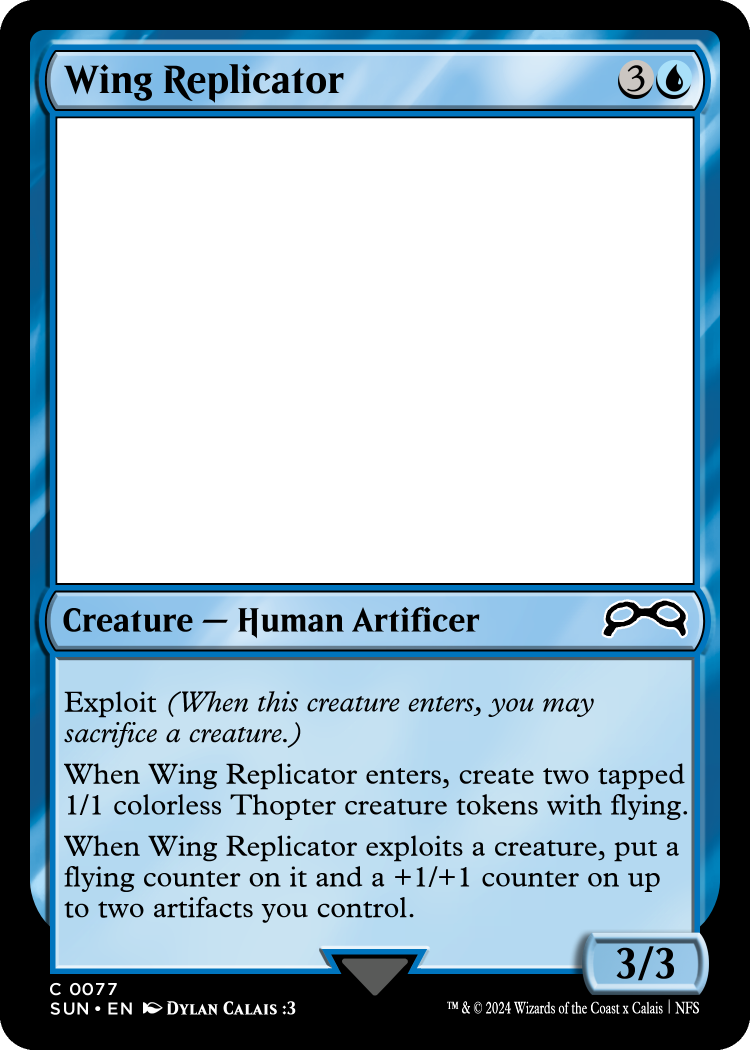 Wing Replicator 3
Creature — Human Artificer
Exploit (When this creature enters, you may
sacrifice a creature.)
When Wing Replicator enters, create two tapped
1/1 colorless Thopter creature tokens with flying.
When Wing Replicator exploits a creature, put a
flying counter on it and a +1/+1 counter on up
to two artifacts you control.
3/3
C 0077
SUN • EN Dylan Calais :3
™ & © 2024 Wizards of the Coast x Calais | NFS